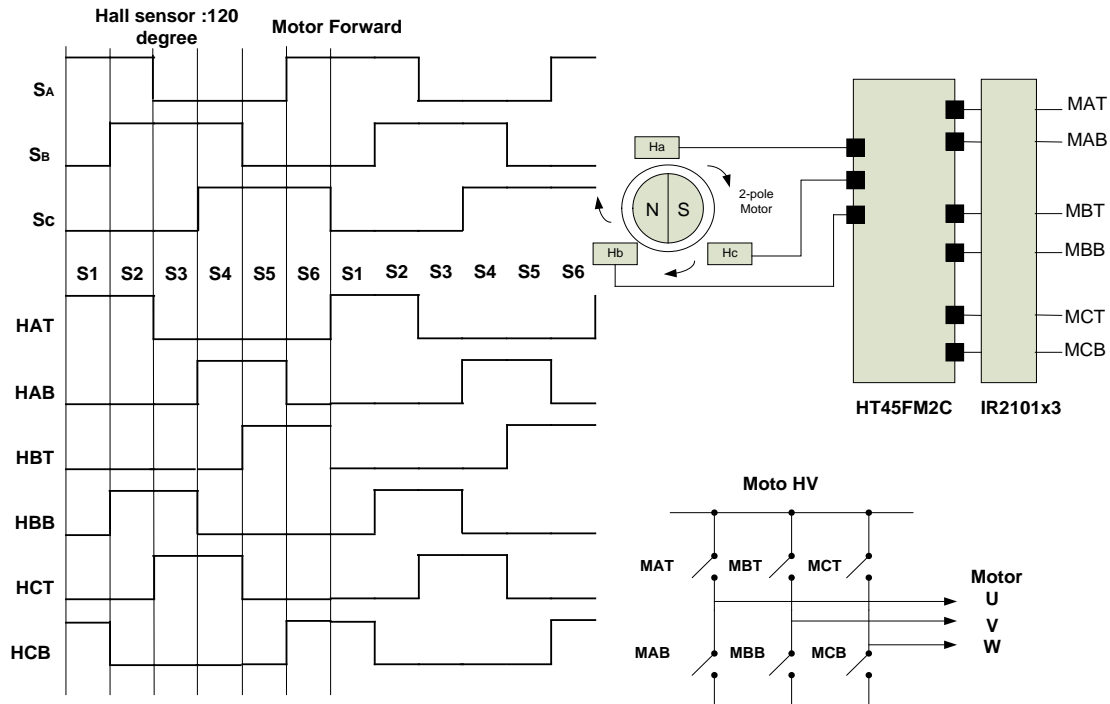 Hall sensor :120
degree
Motor Forward
SA
SB
Sc
S1 S2 S3 S4 S5 S6 S1 S2 S3 S4 S5 S6
HAT
HAB
HBT
HBB
HCT
HCB
Ha
N S
2-pole
Motor
Hb
Hc
MAT
MAB
MBT
MBB
MCT
MCB
HT45FM2C
IR2101x3
Moto HV
MAT
MBT
MCT
Motor
U
V
W
MAB
MBB
MCB